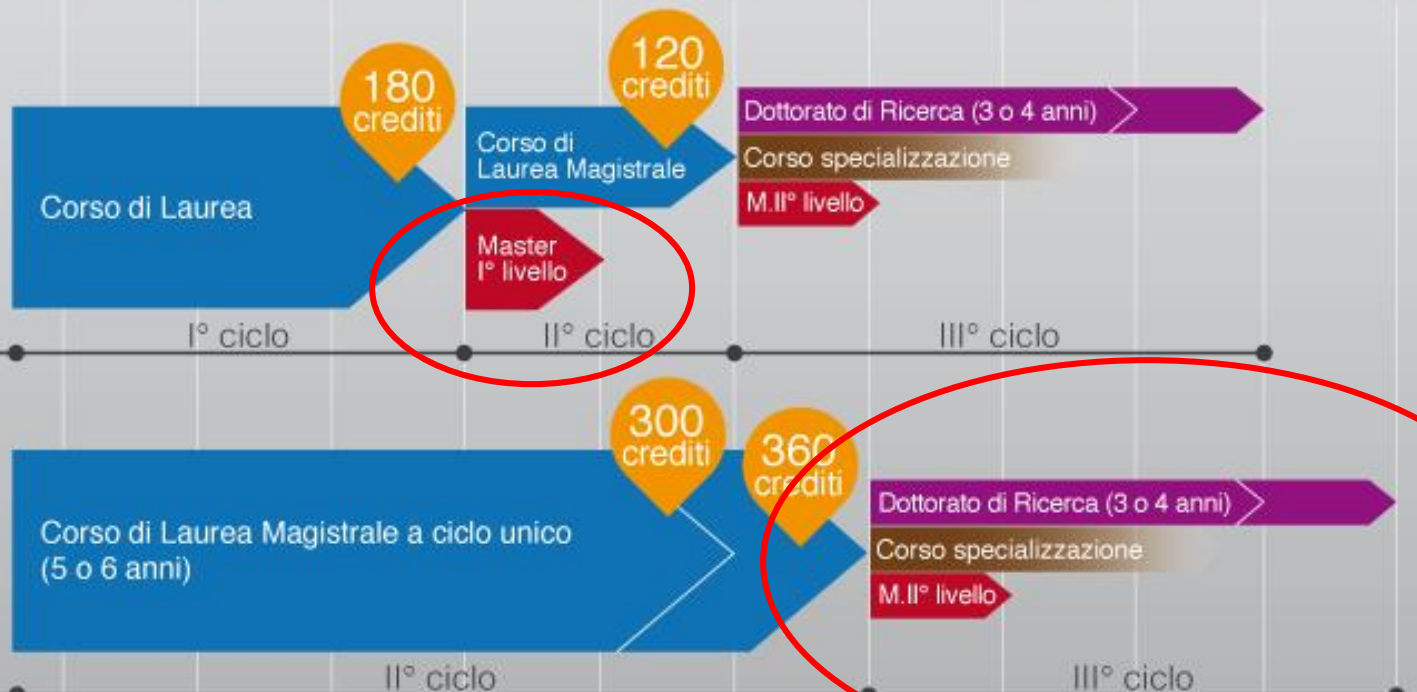 180
crediti
120
crediti
Corso di Laurea
Corso di
Laurea Magistrale
Master
I° livello
Dottorato di Ricerca (3 o 4 anni)
Corso specializzazione
M.II° livello
I° ciclo
II° ciclo
III° ciclo
300
crediti
360
crediti
Corso di Laurea Magistrale a ciclo unico
(5 o 6 anni)
Dottorato di Ricerca (3 o 4 anni)
Corso specializzazione
M.II° livello
II° ciclo
III° ciclo